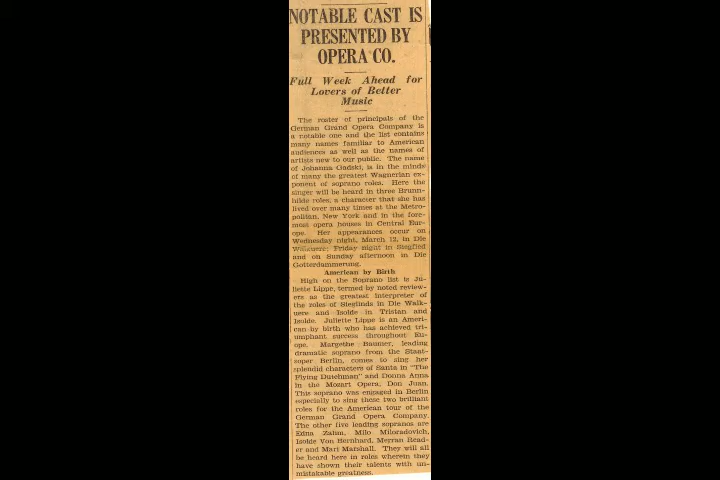 NOTABLE CAST IS
PRESENTED BY
OPERA CO.
Full Week Ahead for
Lovers of Better
Music
The roster of principals of the
German Grand Opera Company is
a notable one and the list contains
many names familiar to American
audiences as well as the names of
artists new to our public. The name
of Johanna Gadski, is in the minds
of many the greatest Wagnerian ex-
ponent of soprano roles. Here the
singer will be heard in three Brunn-
hilde roles, a character that she has
lived over many times at the Metro-
politan, New York and in the fore-
most opera houses in Central Eur-
ope. Her appearances occur on
Wednesday night, March 12, in Die
Walkuere; Friday night in Siegfied
and on Sunday afternoon in Die
Gotterdammerung.
American by Birth
High on the Soprano list is Ju-
liette Lippe, termed by noted review-
ers as the greatest interpreter of
the roles of Sieglinds in Die Walk-
uere and Isolde in Tristan and
Isolde. Juliette Lippe is an Ameri-
can by birth who has achieved tri-
umphant success throughout Eu-
ope. Margethe Baumer, leading
dramatic soprano from the Staat-
soper Berlin, comes to sing her
splendid characters of Santa in "The
Flying Dutchman" and Donna Anna
in the Mozart Opera, Don Juan.
This soprano was engaged in Berlin
especially to sing these two brilliant
roles for the American tour of the
German Grand Opera Company.
The other five leading sopranos are
Edna Zahm, Milo Miloradovich,
Isolde Von Bernhard, Merran Read-
er and Mari Marshall. They will all
be heard here in roles wherein they
have shown their talents with un-
mistakable greatness.